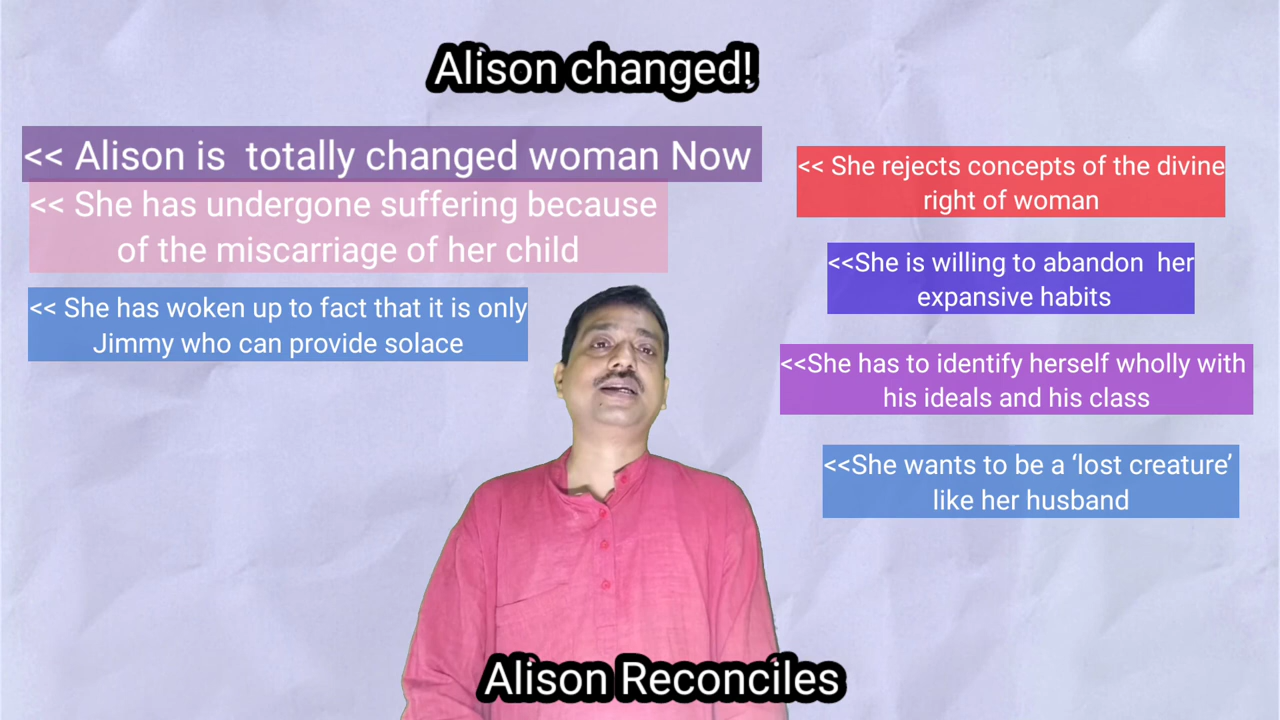 Alison changed!
<< Alison is  totally changed woman Now
<< She has undergone suffering because
of the miscarriage of her child
<< She has woken up to fact that it is only
Jimmy who can provide solace
<< She rejects concepts of the divine
right of woman
<<She is willing to abandon  her
expansive habits
<<She has to identify herself wholly with
his ideals and his class
<<She wants to be a ‘lost creature’
like her husband
Alison Reconciles